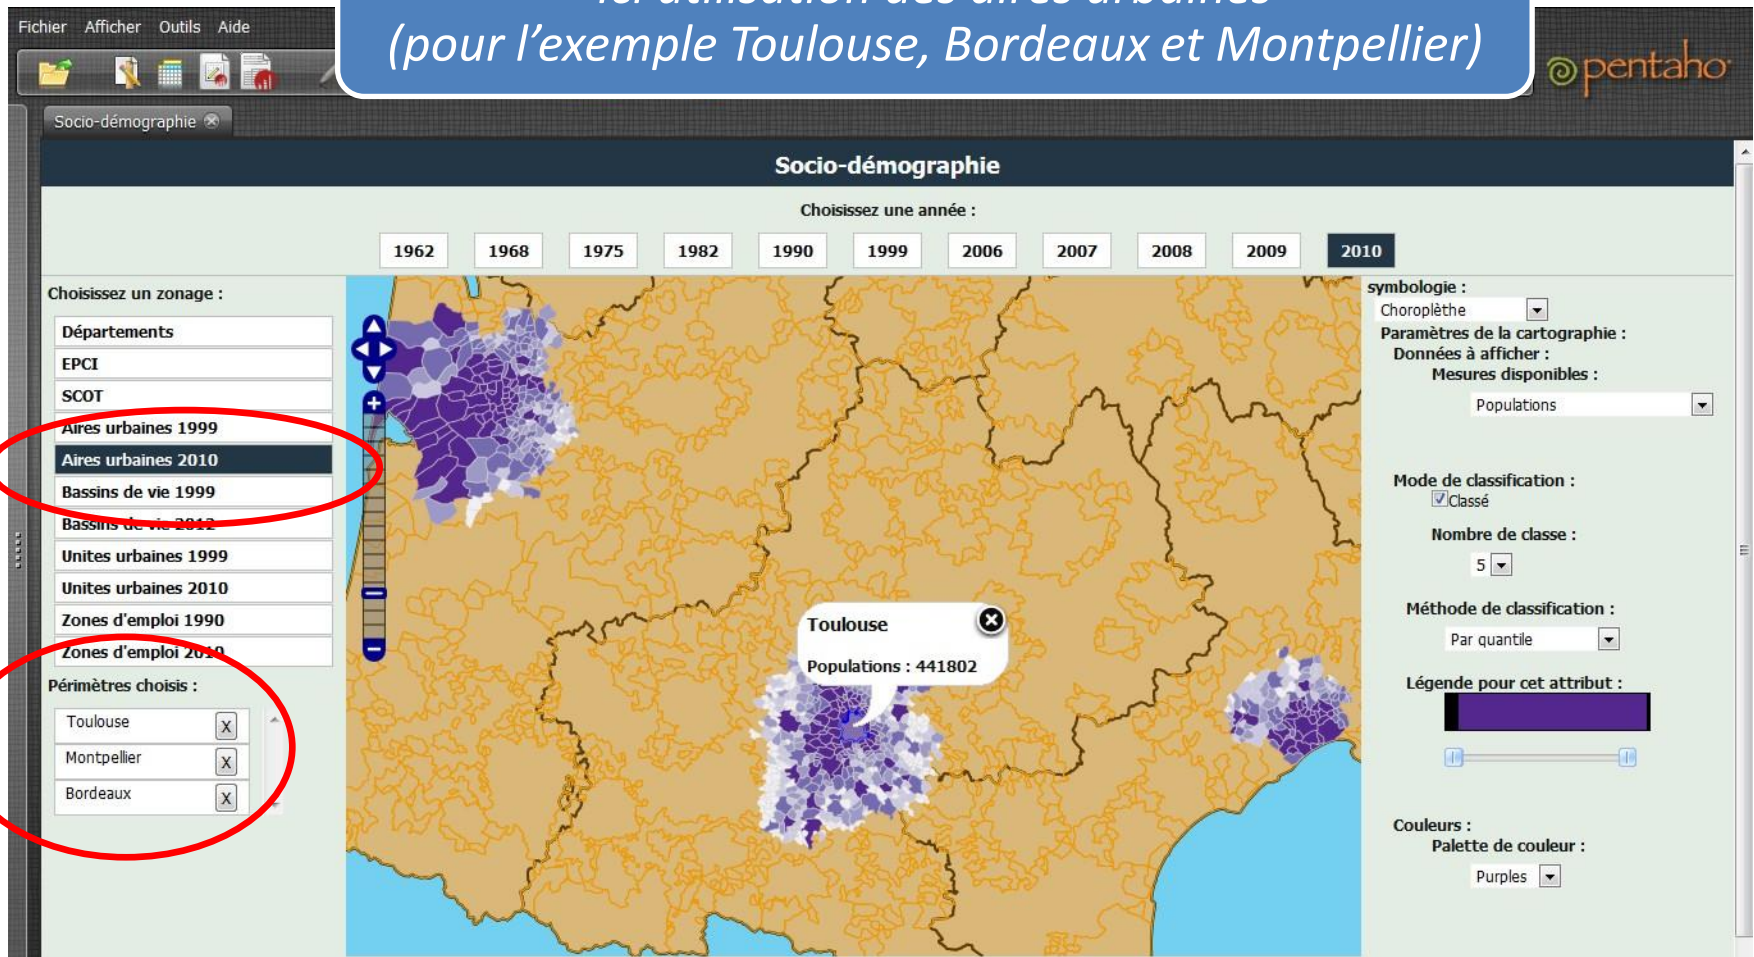 (pour l’exemple Toulouse, Bordeaux et Montpellier)
Fichier Afficher Outils Aide
pentaho
Socio-démographie
Socio-démographie
Choisissez une année :
1962 1968 1975 1982 1990 1999 2006 2007 2008 2009 2010
Choisissez un zonage :
Départements
EPCI
SCOT
Aires urbaines 1999
Aires urbaines 2010
Bassins de vie 1999
Bassins de vie 2012
Unites urbaines 1999
Unites urbaines 2010
Zones d'emploi 1990
Zones d'emploi 2010
Périmètres choisis :
Toulouse X
Montpellier X
Bordeaux X
Toulouse
Populations : 441802
symbologie :
Choroplèthe
Paramètres de la cartographie :
Données à afficher :
Mesures disponibles :
Populations
Mode de classification :
Classé
Nombre de classe :
5
Méthode de classification :
Par quantile
Légende pour cet attribut :
Couleurs :
Palette de couleur :
Purples